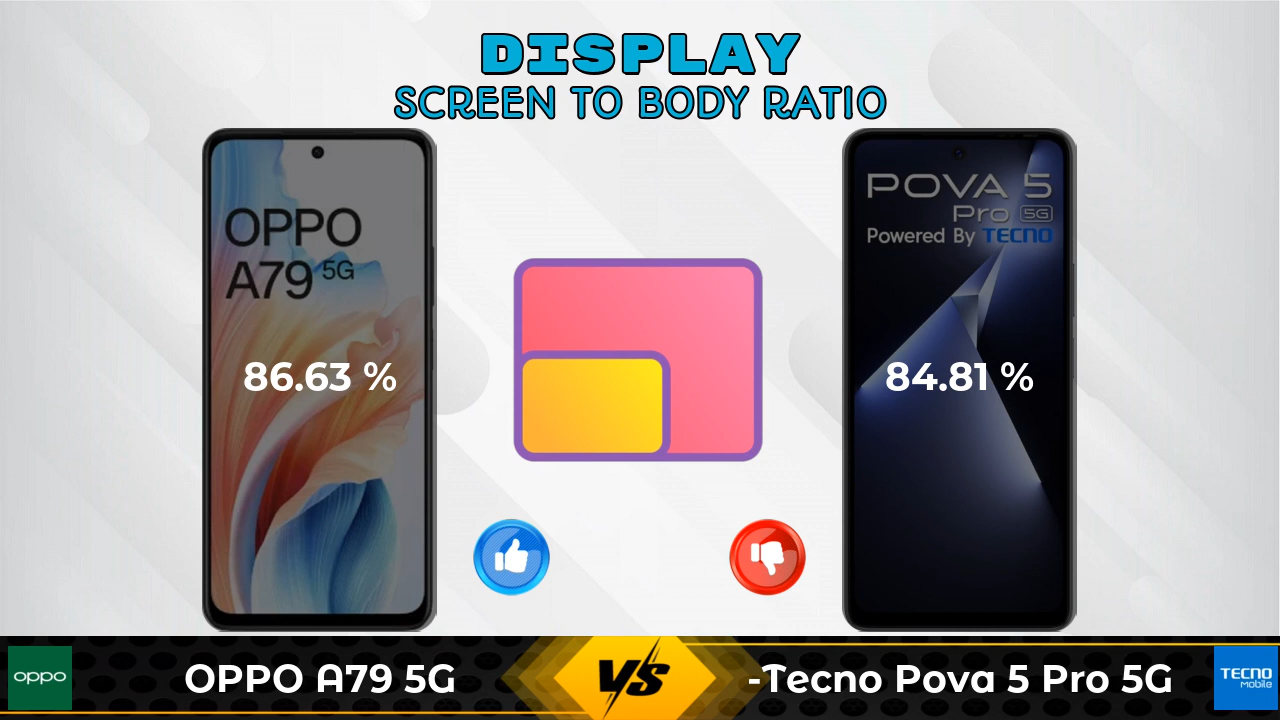 DISPLAY
SCREEN TO BODY RATIO
OPPO
A79 5G
86.63 %
POVA 5
Pro 5G
Powered By TECNO
84.81 %
oppo
OPPO A79 5G
VS
-Tecno Pova 5 Pro 5G
TECNO
mobile